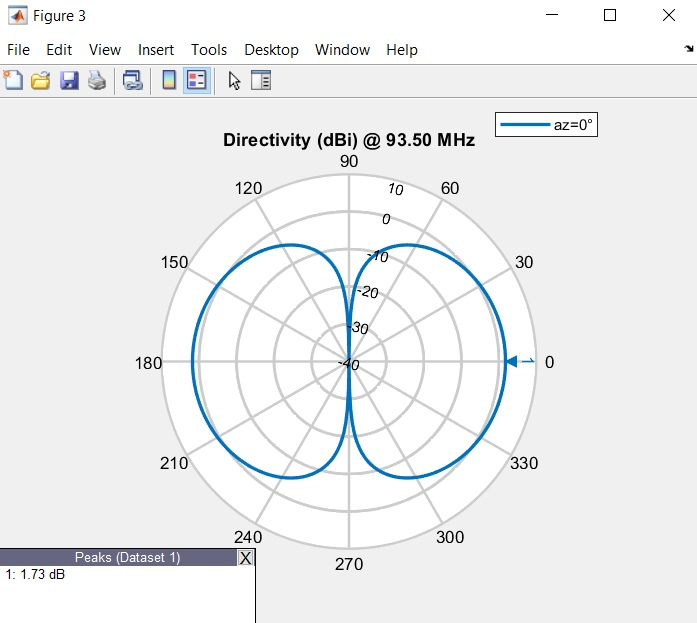 Figure 3
File Edit View Insert Tools Desktop Window Help
az=0°
Directivity (dBi) @ 93.50 MHz
90
120 10 60
0
150 -10 30
-20
-30
180 -40 1 0
210 330
240 300
270
Peaks (Dataset 1) X
1: 1.73 dB